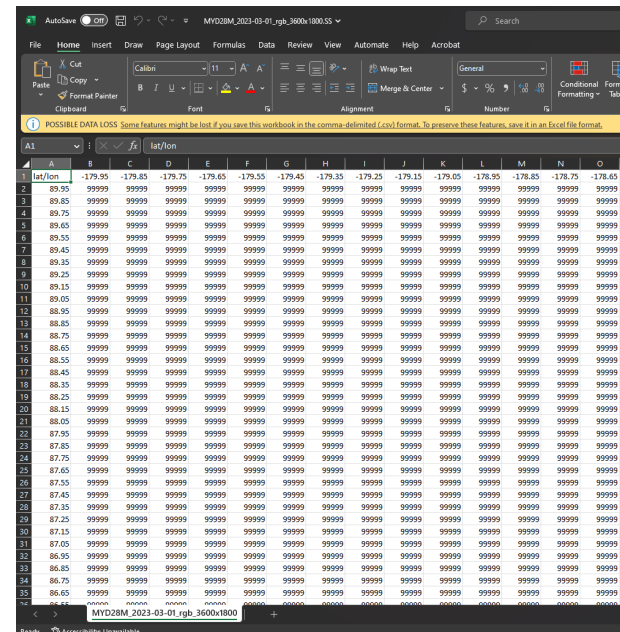 AutoSave Off MYD28M_2023-03-01_rgb_3600x1800.SS Search
File Home Insert Draw Page Layout Formulas Data Review View Automate Help Acrobat
Paste Cut Calibri 11 A A Wrap Text General Conditional Form
Copy B I U A Merge & Center $ % Formatting Tab
Format Painter
Clipboard Font Alignment Number
POSSIBLE DATA LOSS Some features might be lost if you save this workbook in the comma-delimited (.csv) format. To preserve these features, save it in an Excel file format.
A1 fx lat/lon
A B C D E F G H I J K L M N O
1 lat/lon -179.95 -179.85 -179.75 -179.65 -179.55 -179.45 -179.35 -179.25 -179.15 -179.05 -178.95 -178.85 -178.75 -178.65
2 89.95 99999 99999 99999 99999 99999 99999 99999 99999 99999 99999 99999 99999 99999 99999
3 89.85 99999 99999 99999 99999 99999 99999 99999 99999 99999 99999 99999 99999 99999 99999
4 89.75 99999 99999 99999 99999 99999 99999 99999 99999 99999 99999 99999 99999 99999 99999
5 89.65 99999 99999 99999 99999 99999 99999 99999 99999 99999 99999 99999 99999 99999 99999
6 89.55 99999 99999 99999 99999 99999 99999 99999 99999 99999 99999 99999 99999 99999 99999
7 89.45 99999 99999 99999 99999 99999 99999 99999 99999 99999 99999 99999 99999 99999 99999
8 89.35 99999 99999 99999 99999 99999 99999 99999 99999 99999 99999 99999 99999 99999 99999
9 89.25 99999 99999 99999 99999 99999 99999 99999 99999 99999 99999 99999 99999 99999 99999
10 89.15 99999 99999 99999 99999 99999 99999 99999 99999 99999 99999 99999 99999 99999 99999
11 89.05 99999 99999 99999 99999 99999 99999 99999 99999 99999 99999 99999 99999 99999 99999
12 88.95 99999 99999 99999 99999 99999 99999 99999 99999 99999 99999 99999 99999 99999 99999
13 88.85 99999 99999 99999 99999 99999 99999 99999 99999 99999 99999 99999 99999 99999 99999
14 88.75 99999 99999 99999 99999 99999 99999 99999 99999 99999 99999 99999 99999 99999 99999
15 88.65 99999 99999 99999 99999 99999 99999 99999 99999 99999 99999 99999 99999 99999 99999
16 88.55 99999 99999 99999 99999 99999 99999 99999 99999 99999 99999 99999 99999 99999 99999
17 88.45 99999 99999 99999 99999 99999 99999 99999 99999 99999 99999 99999 99999 99999 99999
18 88.35 99999 99999 99999 99999 99999 99999 99999 99999 99999 99999 99999 99999 99999 99999
19 88.25 99999 99999 99999 99999 99999 99999 99999 99999 99999 99999 99999 99999 99999 99999
20 88.15 99999 99999 99999 99999 99999 99999 99999 99999 99999 99999 99999 99999 99999 99999
21 88.05 99999 99999 99999 99999 99999 99999 99999 99999 99999 99999 99999 99999 99999 99999
22 87.95 99999 99999 99999 99999 99999 99999 99999 99999 99999 99999 99999 99999 99999 99999
23 87.85 99999 99999 99999 99999 99999 99999 99999 99999 99999 99999 99999 99999 99999 99999
24 87.75 99999 99999 99999 99999 99999 99999 99999 99999 99999 99999 99999 99999 99999 99999
25 87.65 99999 99999 99999 99999 99999 99999 99999 99999 99999 99999 99999 99999 99999 99999
26 87.55 99999 99999 99999 99999 99999 99999 99999 99999 99999 99999 99999 99999 99999 99999
27 87.45 99999 99999 99999 99999 99999 99999 99999 99999 99999 99999 99999 99999 99999 99999
28 87.35 99999 99999 99999 99999 99999 99999 99999 99999 99999 99999 99999 99999 99999 99999
29 87.25 99999 99999 99999 99999 99999 99999 99999 99999 99999 99999 99999 99999 99999 99999
30 87.15 99999 99999 99999 99999 99999 99999 99999 99999 99999 99999 99999 99999 99999 99999
31 87.05 99999 99999 99999 99999 99999 99999 99999 99999 99999 99999 99999 99999 99999 99999
32 86.95 99999 99999 99999 99999 99999 99999 99999 99999 99999 99999 99999 99999 99999 99999
33 86.85 99999 99999 99999 99999 99999 99999 99999 99999 99999 99999 99999 99999 99999 99999
34 86.75 99999 99999 99999 99999 99999 99999 99999 99999 99999 99999 99999 99999 99999 99999
35 86.65 99999 99999 99999 99999 99999 99999 99999 99999 99999 99999 99999 99999 99999 99999
MYD28M_2023-03-01_rgb_3600x1800
Ready Accessibility: Unavailable